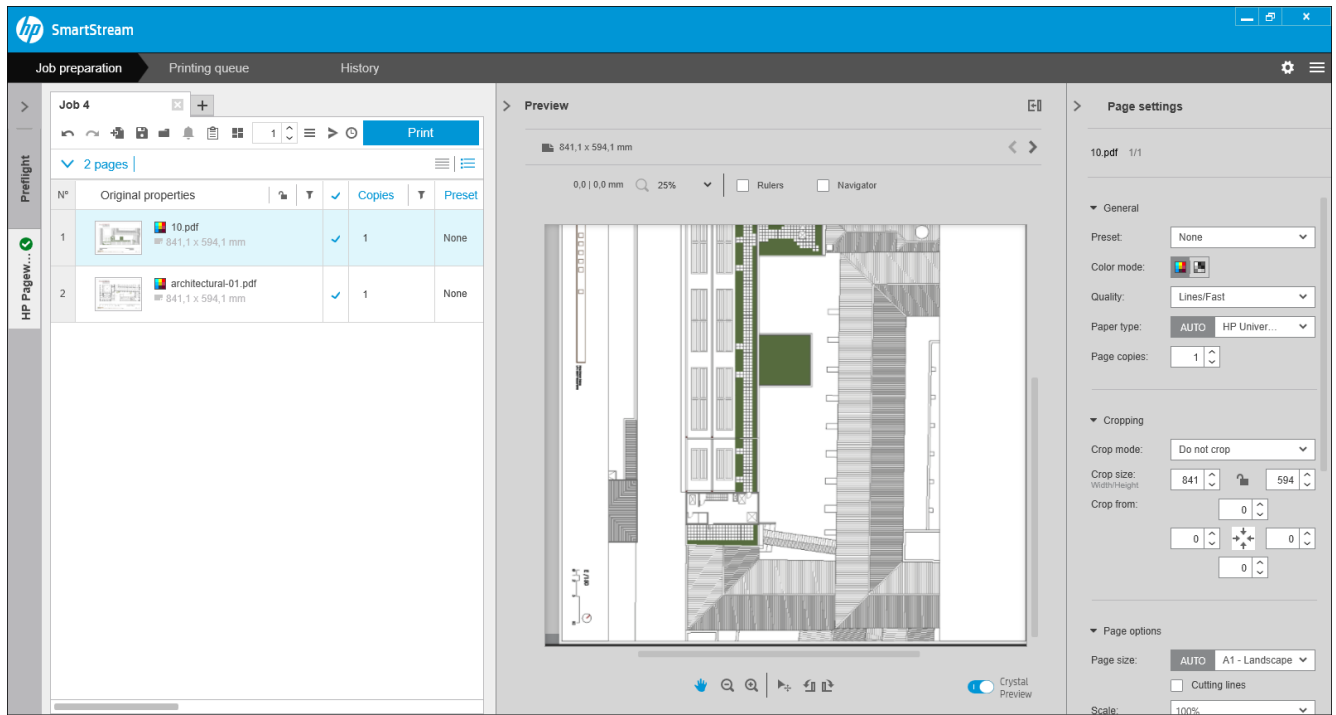 hp SmartStream
Job preparation Printing queue History
Job 4
1 Print
2 pages
Nº Original properties Copies Preset
1 10.pdf 841,1 x 594,1 mm 1 None
2 architectural-01.pdf 841,1 x 594,1 mm 1 None
Preflight
HP Pagew...
Preview
841,1 x 594,1 mm
0,0 | 0,0 mm 25% Rulers Navigator
Crystal
Preview
Page settings
10.pdf 1/1
General
Preset: None
Color mode:
Quality: Lines/Fast
Paper type: AUTO HP Univer...
Page copies: 1
Cropping
Crop mode: Do not crop
Crop size: 841 594
Width/Height
Crop from: 0
0 0
0
Page options
Page size: AUTO A1 - Landscape
Cutting lines
Scale: 100%